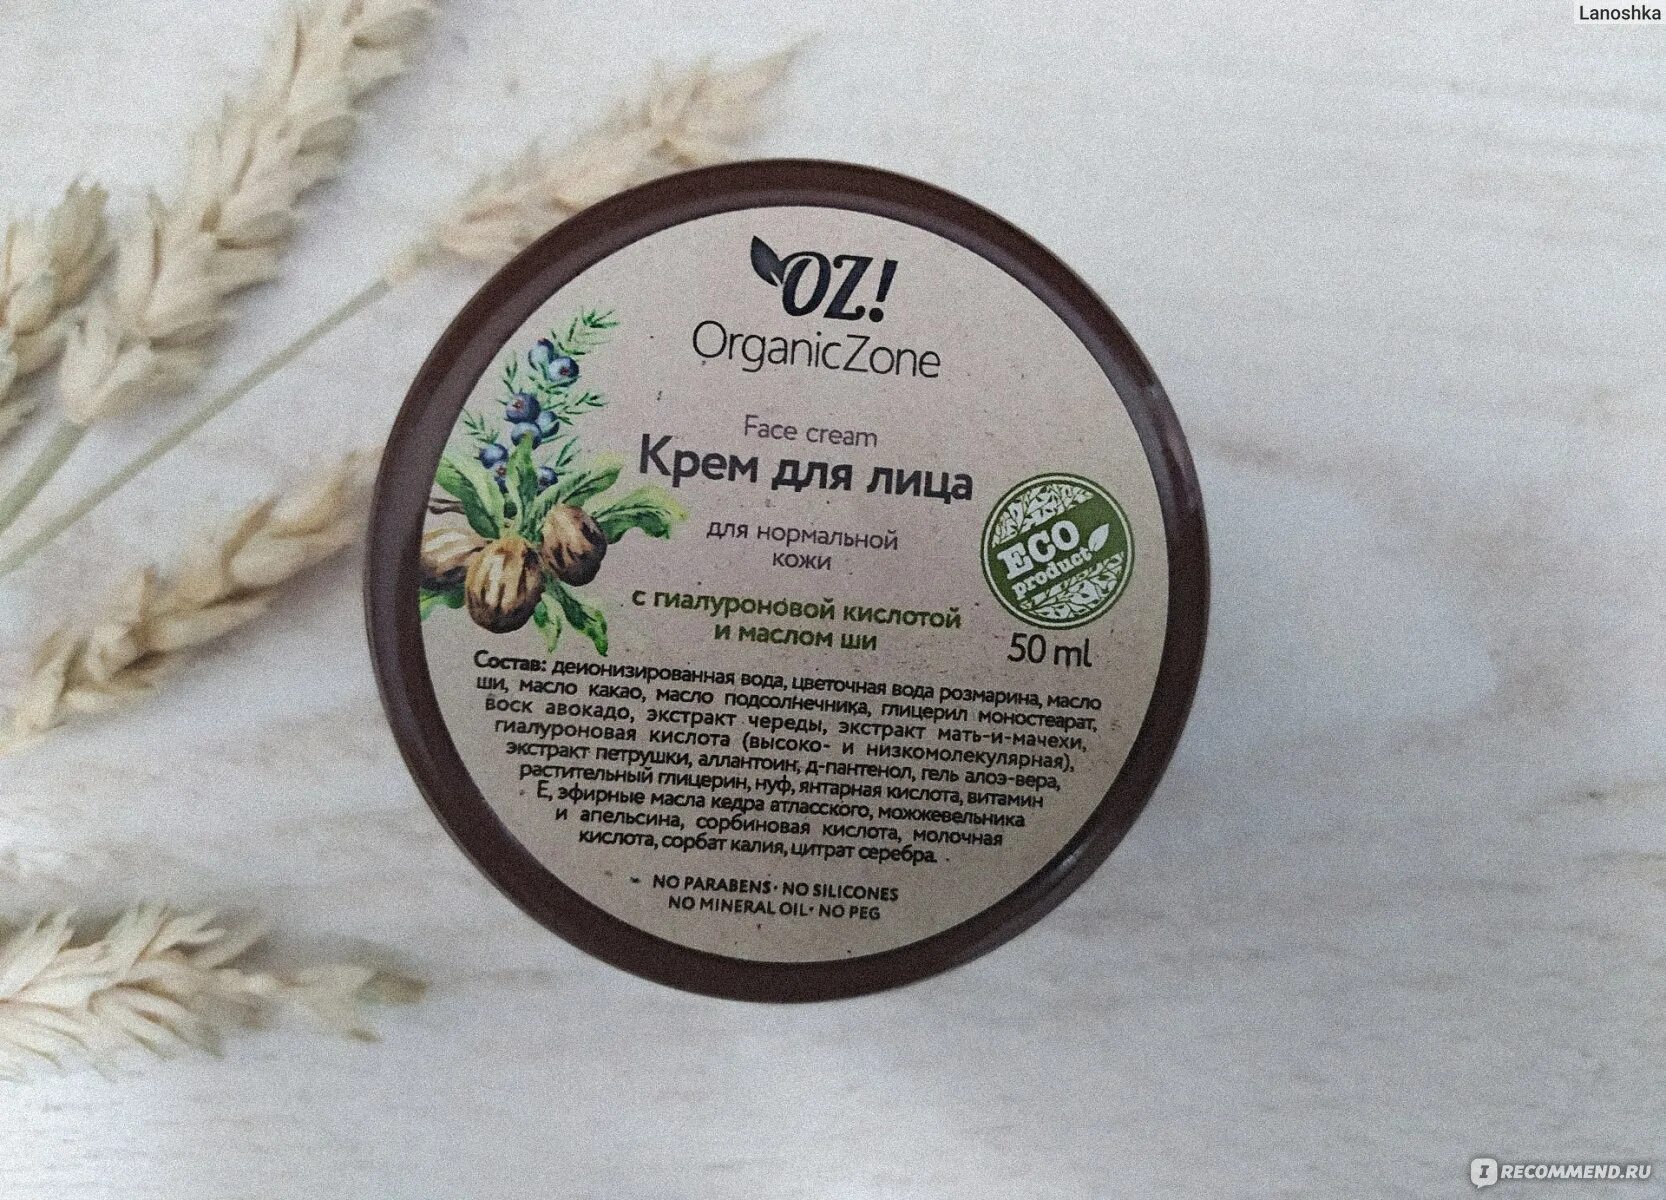 Lanoshka
OZ!
OrganicZone
Face cream
Крем для лица
для нормальной
кожи
с гиалуроновой кислотой
и маслом ши
ECO
product
50 ml
Состав: деионизированная вода, цветочная вода розмарина, масло
ши, масло какао, масло подсолнечника, глицерил моностеарат,
воск авокадо, экстракт череды, экстракт мать-и-мачехи,
гиалуроновая кислота (высоко- и низкомолекулярная),
экстракт петрушки, аллантоин, д-пантенол, гель алоэ-вера,
растительный глицерин, нуф, янтарная кислота, витамин
Е, эфирные масла кедра атласского, можжевельника
и апельсина, сорбиновая кислота, молочная
кислота, сорбат калия, цитрат серебра.
NO PARABENS· NO SILICONES
NO MINERAL OIL· NO PEG
IRECOMMEND.RU